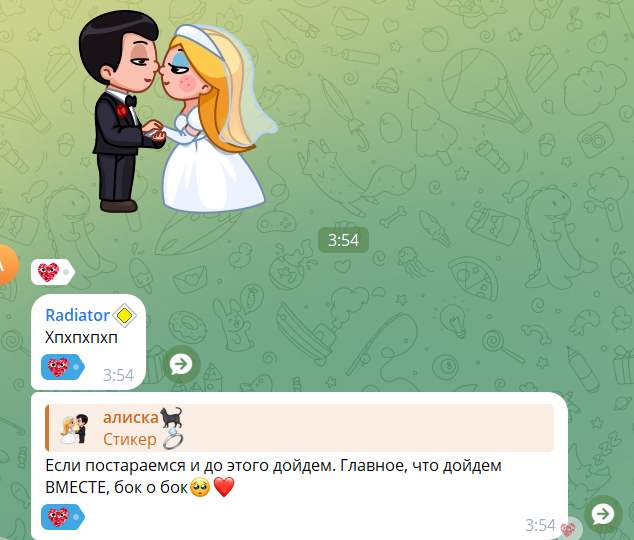 3:54
A
Radiator
Хпхпхпхп
3:54
алиска
Стикер
Если постараемся и до этого дойдем. Главное, что дойдем
ВМЕСТЕ, бок о бок🥺❤️
3:54